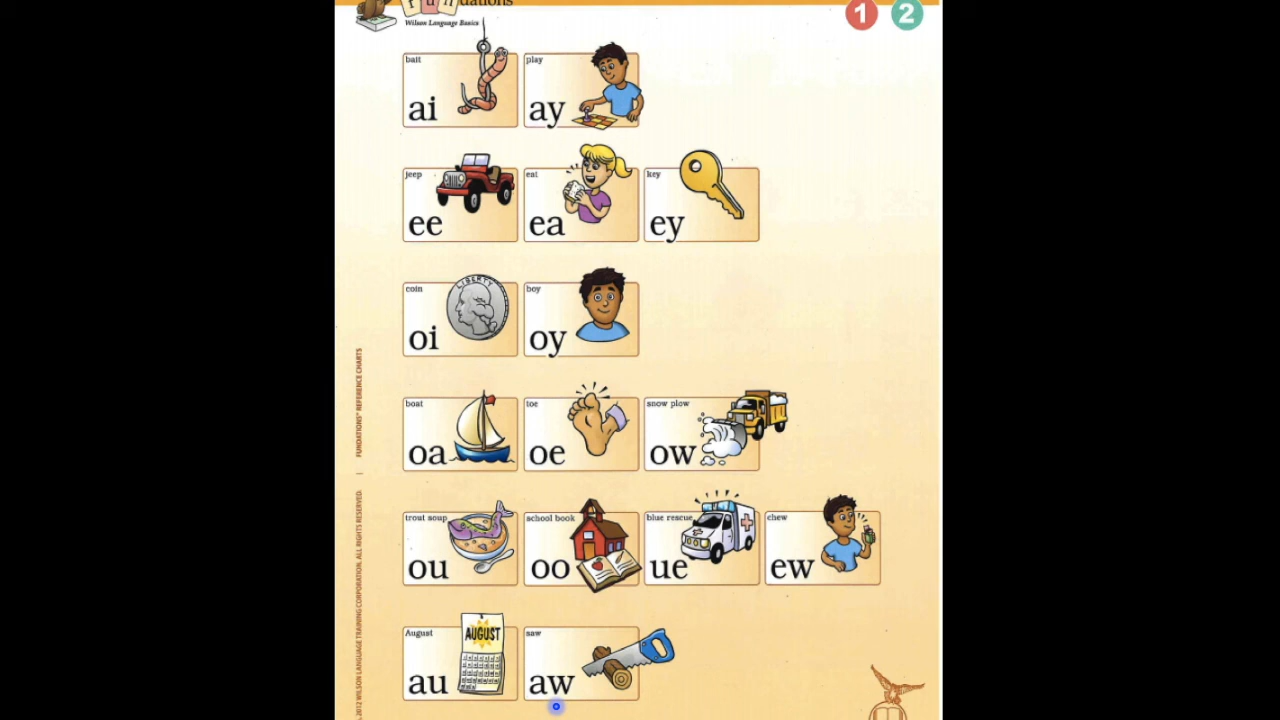 fundations
1 2
Wilson Language Basics
bait play
ai ay
jeep eat key
ee ea ey
coin LIBERTY boy
oi oy
boat toe snow plow
oa oe ow
trout soup school book blue rescue chew
ou oo ue ew
August AUGUST saw
au aw
FUNDATIONS® REFERENCE CHARTS
2012 WILSON LANGUAGE TRAINING CORPORATION. ALL RIGHTS RESERVED.